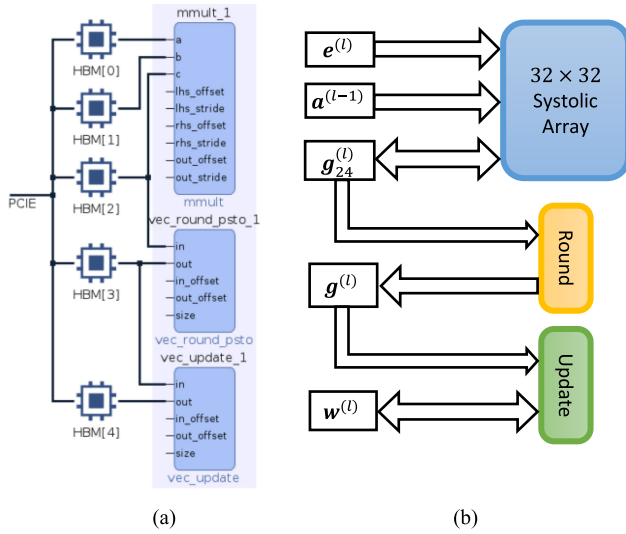 mmult_1
a
b
c
lhs_offset
lhs_stride
rhs_offset
rhs_stride
out_offset
out_stride
mmult
HBM[0]
HBM[1]
HBM[2]
PCIE
HBM[3]
HBM[4]
vec_round_psto_1
in
out
in_offset
out_offset
size
vec_round_psto
vec_update_1
in
out
in_offset
out_offset
size
vec_update
(a)
e^{(l)}
a^{(l-1)}
g_{24}^{(l)}
g^{(l)}
w^{(l)}
32 × 32
Systolic
Array
Round
Update
(b)